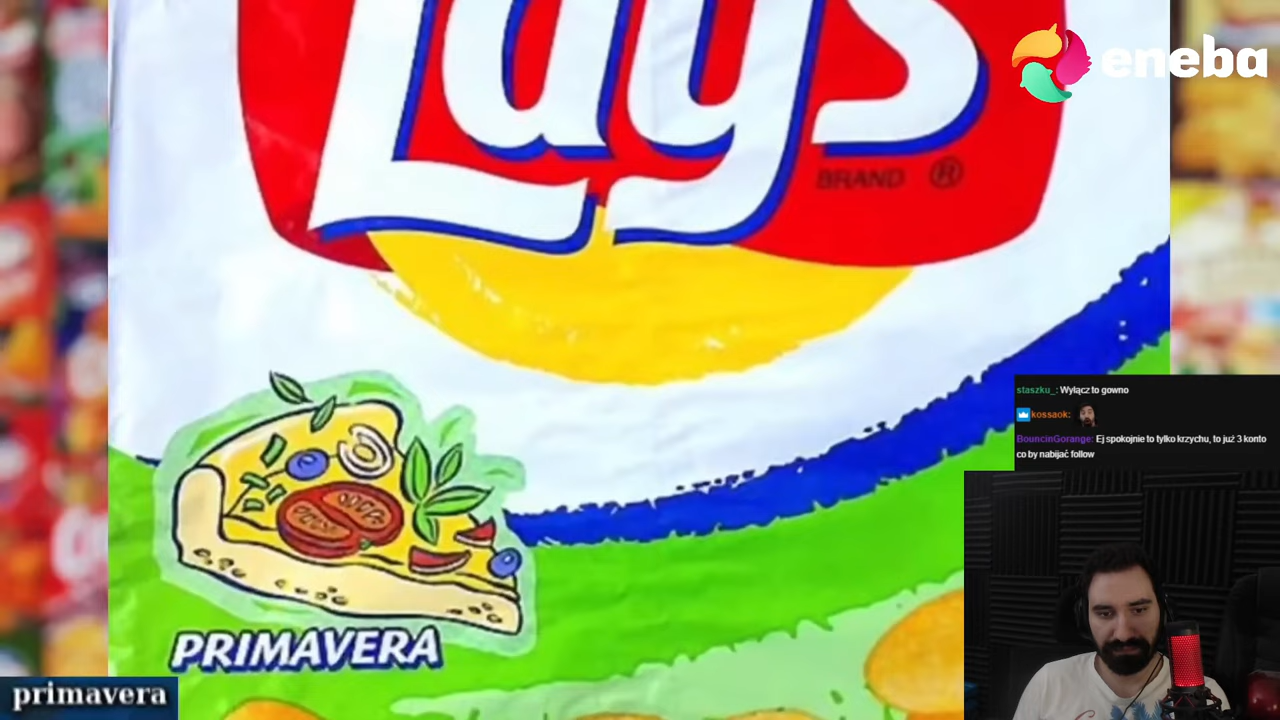 Lay's
BRAND ®
eneba
staszku_: Wyłącz to gowno
kossaok:
BouncinGorange: Ej spokojnie to tylko krzychu, to już 3 konto
co by nabijać follow
PRIMAVERA
primavera